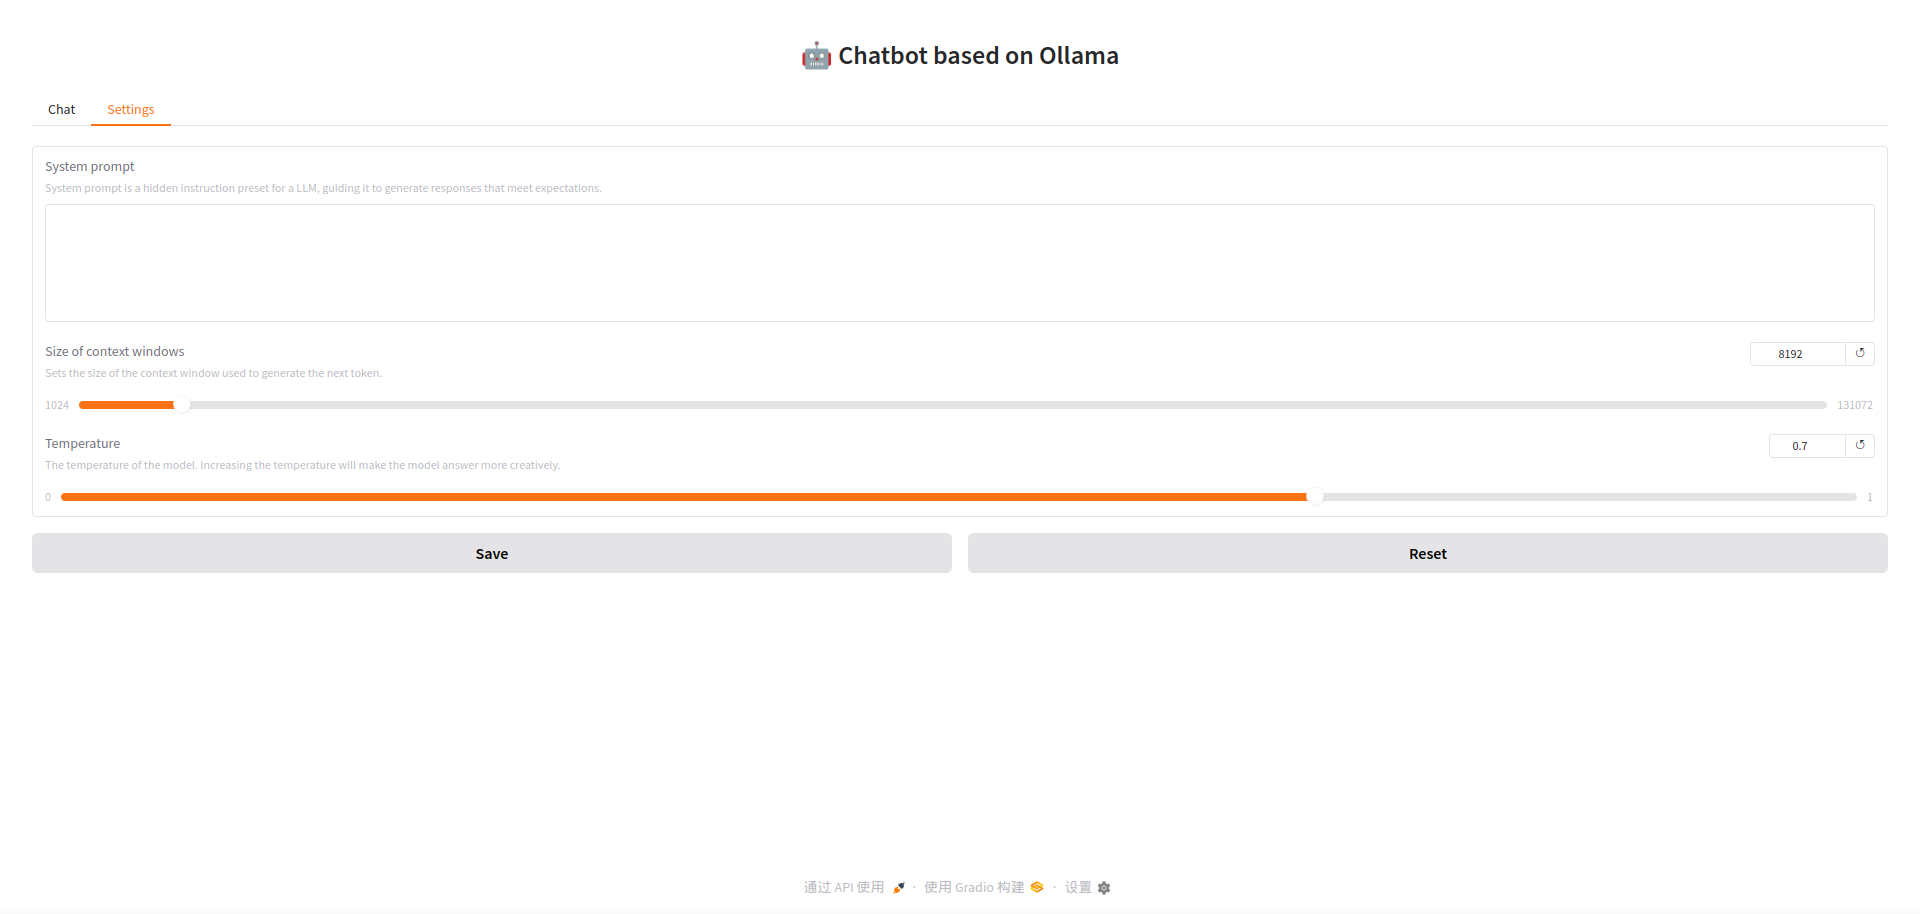 🤖 Chatbot based on Ollama
Chat Settings
System prompt
System prompt is a hidden instruction preset for a LLM, guiding it to generate responses that meet expectations.
Size of context windows 8192
Sets the size of the context window used to generate the next token.
1024 131072
Temperature 0.7
The temperature of the model. Increasing the temperature will make the model answer more creatively.
0 1
Save Reset
通过 API 使用 · 使用 Gradio 构建 · 设置